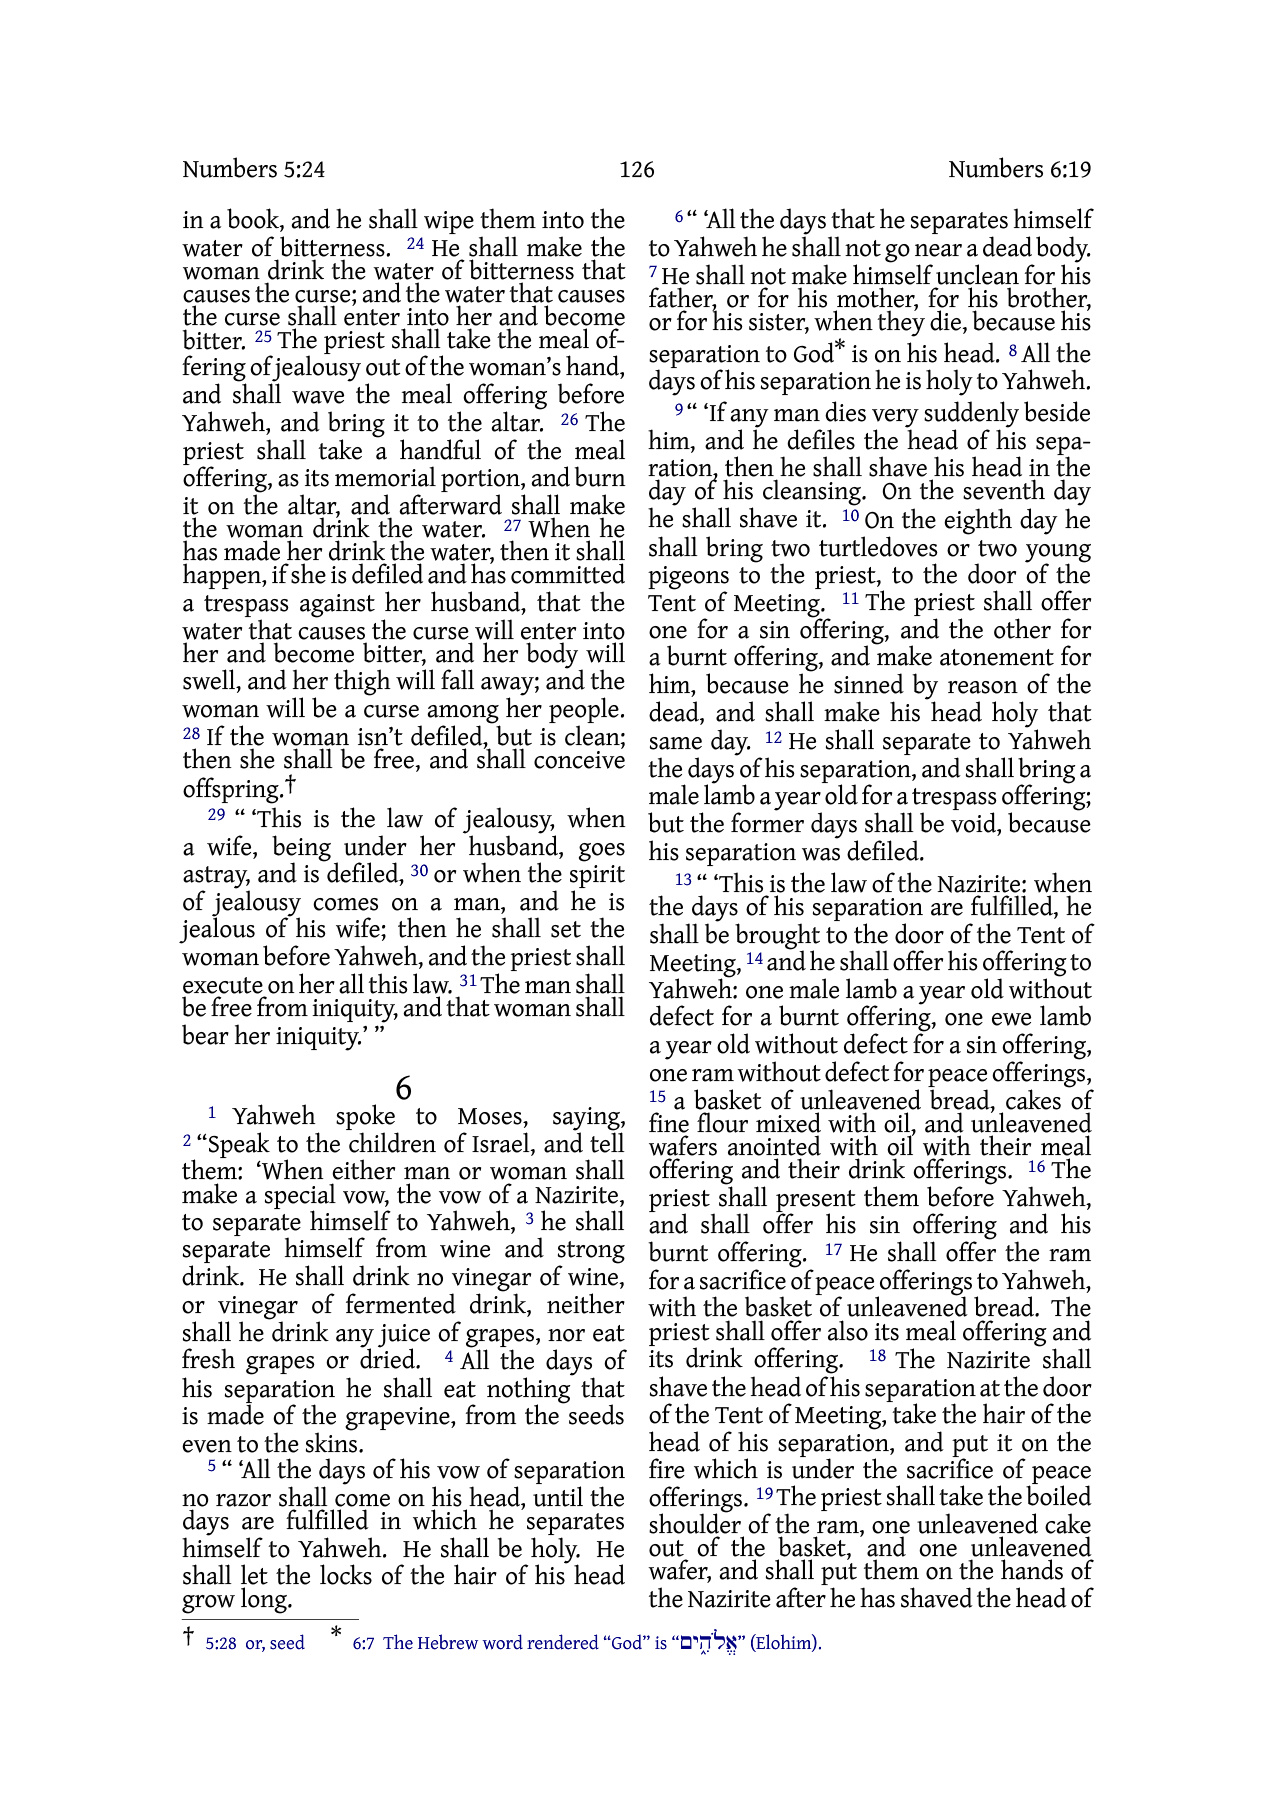 Numbers 5:24 126 Numbers 6:19
in a book, and he shall wipe them into the
water of bitterness. 24 He shall make the
woman drink the water of bitterness that
causes the curse; and the water that causes
the curse shall enter into her and become
bitter. 25 The priest shall take the meal of-
fering of jealousy out of the woman’s hand,
and shall wave the meal offering before
Yahweh, and bring it to the altar. 26 The
priest shall take a handful of the meal
offering, as its memorial portion, and burn
it on the altar, and afterward shall make
the woman drink the water. 27 When he
has made her drink the water, then it shall
happen, if she is defiled and has committed
a trespass against her husband, that the
water that causes the curse will enter into
her and become bitter, and her body will
swell, and her thigh will fall away; and the
woman will be a curse among her people.
28 If the woman isn’t defiled, but is clean;
then she shall be free, and shall conceive
offspring.†
29 “ ‘This is the law of jealousy, when
a wife, being under her husband, goes
astray, and is defiled, 30 or when the spirit
of jealousy comes on a man, and he is
jealous of his wife; then he shall set the
woman before Yahweh, and the priest shall
execute on her all this law. 31 The man shall
be free from iniquity, and that woman shall
bear her iniquity.’ ”
6
1 Yahweh spoke to Moses, saying,
2 “Speak to the children of Israel, and tell
them: ‘When either man or woman shall
make a special vow, the vow of a Nazirite,
to separate himself to Yahweh, 3 he shall
separate himself from wine and strong
drink. He shall drink no vinegar of wine,
or vinegar of fermented drink, neither
shall he drink any juice of grapes, nor eat
fresh grapes or dried. 4 All the days of
his separation he shall eat nothing that
is made of the grapevine, from the seeds
even to the skins.
5 “ ‘All the days of his vow of separation
no razor shall come on his head, until the
days are fulfilled in which he separates
himself to Yahweh. He shall be holy. He
shall let the locks of the hair of his head
grow long.
6 “ ‘All the days that he separates himself
to Yahweh he shall not go near a dead body.
7 He shall not make himself unclean for his
father, or for his mother, for his brother,
or for his sister, when they die, because his
separation to God* is on his head. 8 All the
days of his separation he is holy to Yahweh.
9 “ ‘If any man dies very suddenly beside
him, and he defiles the head of his sepa-
ration, then he shall shave his head in the
day of his cleansing. On the seventh day
he shall shave it. 10 On the eighth day he
shall bring two turtledoves or two young
pigeons to the priest, to the door of the
Tent of Meeting. 11 The priest shall offer
one for a sin offering, and the other for
a burnt offering, and make atonement for
him, because he sinned by reason of the
dead, and shall make his head holy that
same day. 12 He shall separate to Yahweh
the days of his separation, and shall bring a
male lamb a year old for a trespass offering;
but the former days shall be void, because
his separation was defiled.
13 “ ‘This is the law of the Nazirite: when
the days of his separation are fulfilled, he
shall be brought to the door of the Tent of
Meeting, 14 and he shall offer his offering to
Yahweh: one male lamb a year old without
defect for a burnt offering, one ewe lamb
a year old without defect for a sin offering,
one ram without defect for peace offerings,
15 a basket of unleavened bread, cakes of
fine flour mixed with oil, and unleavened
wafers anointed with oil with their meal
offering and their drink offerings. 16 The
priest shall present them before Yahweh,
and shall offer his sin offering and his
burnt offering. 17 He shall offer the ram
for a sacrifice of peace offerings to Yahweh,
with the basket of unleavened bread. The
priest shall offer also its meal offering and
its drink offering. 18 The Nazirite shall
shave the head of his separation at the door
of the Tent of Meeting, take the hair of the
head of his separation, and put it on the
fire which is under the sacrifice of peace
offerings. 19 The priest shall take the boiled
shoulder of the ram, one unleavened cake
out of the basket, and one unleavened
wafer, and shall put them on the hands of
the Nazirite after he has shaved the head of
† 5:28 or, seed * 6:7 The Hebrew word rendered “God” is “אֱלֹהִ֑ים” (Elohim).